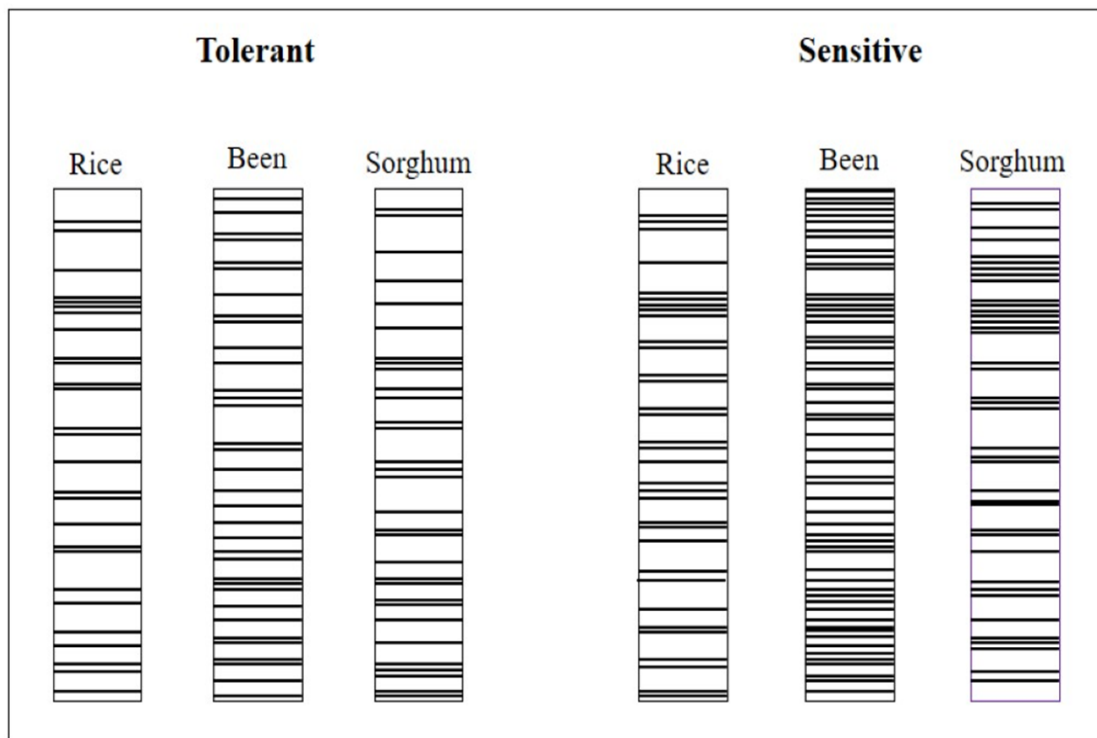 Tolerant
Sensitive
Rice
Been
Sorghum
Rice
Been
Sorghum